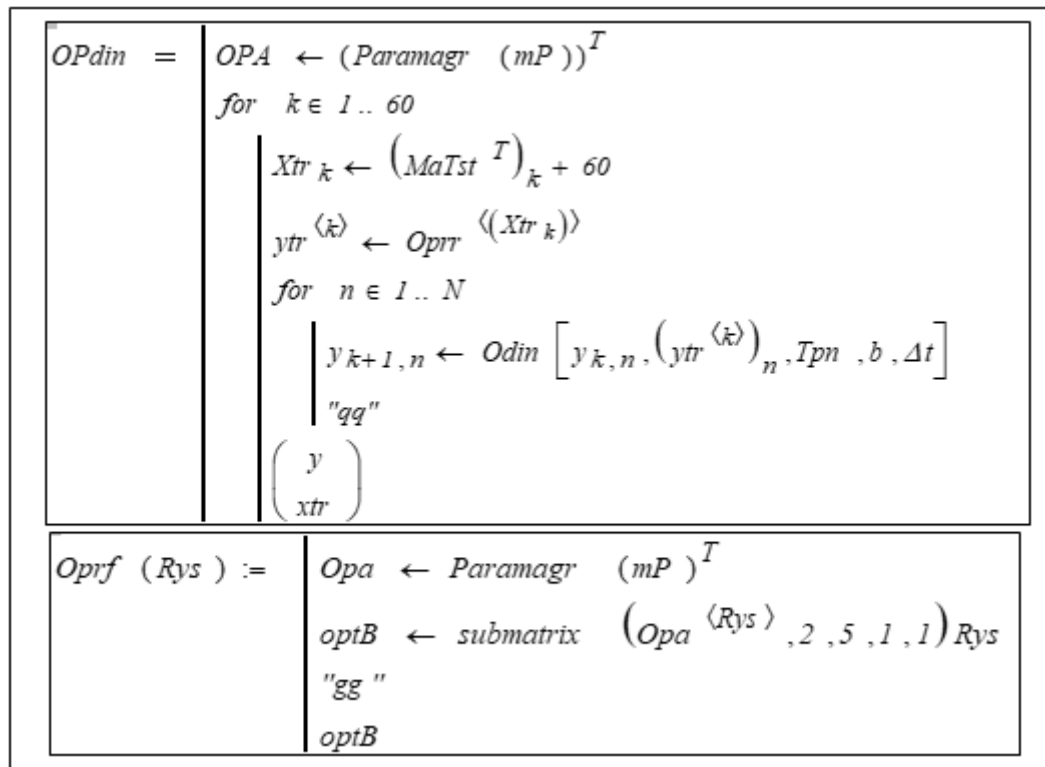 OPdin = OPA ← (Paramagr (mP))^T
for k ∈ 1 .. 60
Xtr_k ← (MaTst^T)_k + 60
ytr^⟨k⟩ ← Oprr^⟨(Xtr_k)⟩
for n ∈ 1 .. N
y_{k+1,n} ← Odin [y_{k,n}, (ytr^⟨k⟩)_n, Tpn , b , Δt]
"qq"
( y
xtr )
Oprf (Rys) := Opa ← Paramagr (mP)^T
optB ← submatrix (Opa^⟨Rys⟩ , 2 , 5 , 1 , 1) Rys
"gg "
optB